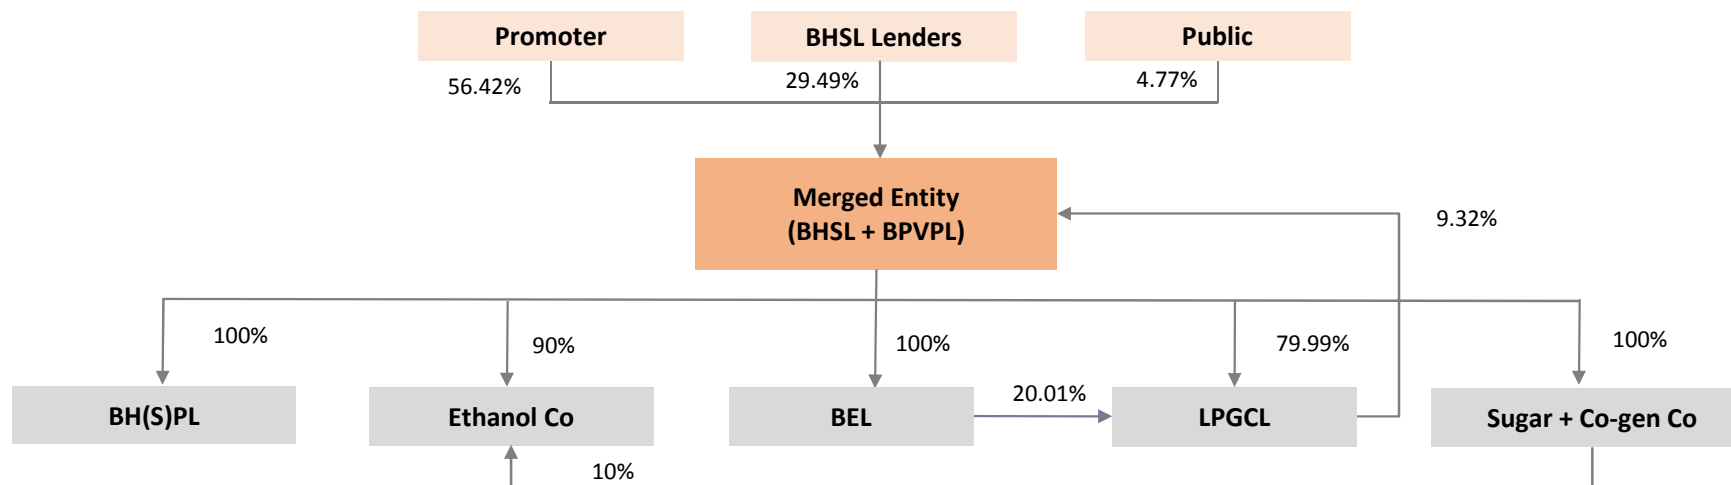 Promoter
BHSL Lenders
Public
56.42%
29.49%
4.77%
Merged Entity
(BHSL + BPVPL)
9.32%
100%
90%
100%
79.99%
100%
BH(S)PL
Ethanol Co
BEL
20.01%
LPGCL
Sugar + Co-gen Co
10%